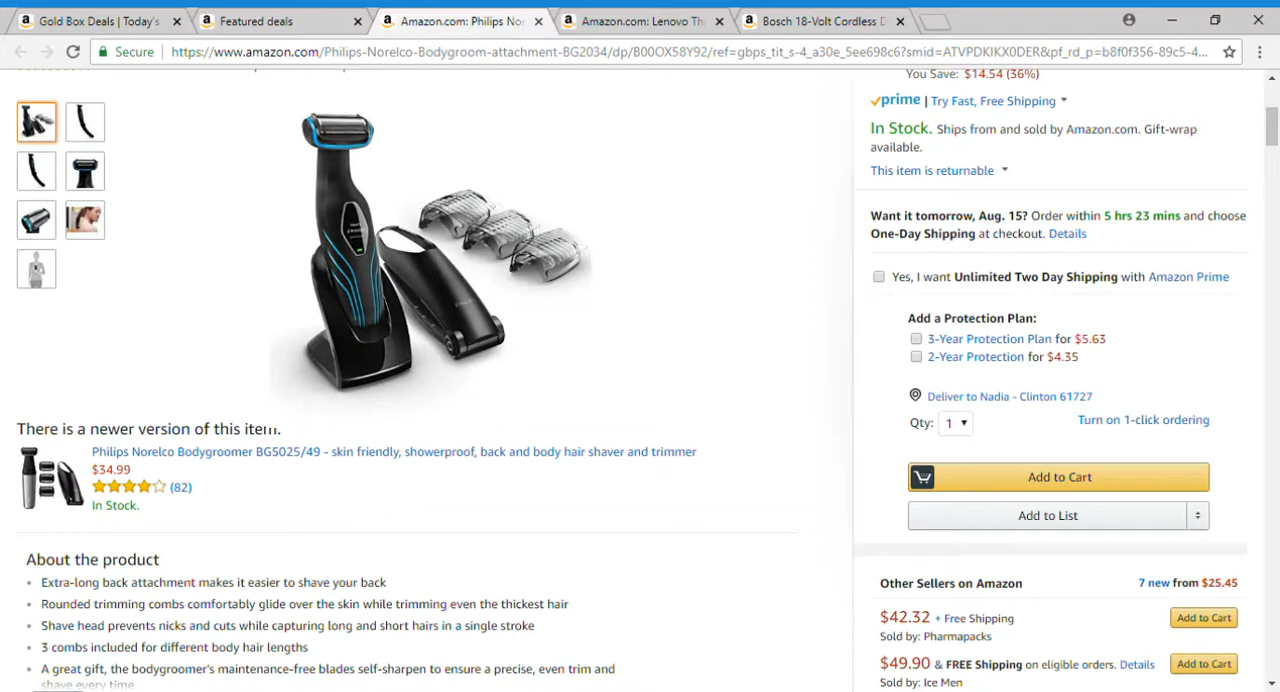 Gold Box Deals | Today's
Featured deals
Amazon.com: Philips No
Amazon.com: Lenovo Th
Bosch 18-Volt Cordless D
Secure
https://www.amazon.com/Philips-Norelco-Bodygroom-attachment-BG2034/dp/B00OX58Y92/ref=gbps_tit_s-4_a30e_5ee698c6?smid=ATVPDKIKX0DER&pf_rd_p=b8f0f356-89c5-4...
You Save: $14.54 (36%)
prime | Try Fast, Free Shipping
In Stock. Ships from and sold by Amazon.com. Gift-wrap
available.
This item is returnable
Want it tomorrow, Aug. 15? Order within 5 hrs 23 mins and choose
One-Day Shipping at checkout. Details
Yes, I want Unlimited Two Day Shipping with Amazon Prime
Add a Protection Plan:
3-Year Protection Plan for $5.63
2-Year Protection for $4.35
Deliver to Nadia - Clinton 61727
Qty: 1
Turn on 1-click ordering
Add to Cart
Add to List
There is a newer version of this item.
Philips Norelco Bodygroomer BG5025/49 - skin friendly, showerproof, back and body hair shaver and trimmer
$34.99
(82)
In Stock.
About the product
Extra-long back attachment makes it easier to shave your back
Rounded trimming combs comfortably glide over the skin while trimming even the thickest hair
Shave head prevents nicks and cuts while capturing long and short hairs in a single stroke
3 combs included for different body hair lengths
A great gift, the bodygroomer's maintenance-free blades self-sharpen to ensure a precise, even trim and
shave every time
Other Sellers on Amazon
7 new from $25.45
$42.32 + Free Shipping
Add to Cart
Sold by: Pharmapacks
$49.90 & FREE Shipping on eligible orders. Details
Add to Cart
Sold by: Ice Men